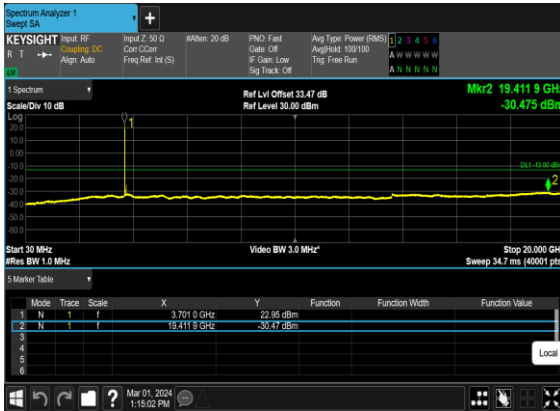 Spectrum Analyzer 1
Swept SA
+
KEYSIGHT
R T
LW
Input: RF
Coupling: DC
Align: Auto
Input Z: 50 Ω
Corr CCorr
Freq Ref: Int (S)
#Atten: 20 dB
PNO: Fast
Gate: Off
IF Gain: Low
Sig Track: Off
Avg Type: Power (RMS)
Avg|Hold: 100/100
Trig: Free Run
1 2 3 4 5 6
A W W W W W
A N N N N N
1 Spectrum
Scale/Div 10 dB
Ref Lvl Offset 33.47 dB
Ref Level 30.00 dBm
Mkr2 19.411 9 GHz
-30.475 dBm
Log
20.0
10.0
0.00
-10.0
-20.0
-30.0
-40.0
-50.0
-60.0
1
DL1 -13.00 dBm
2
Start 30 MHz
Video BW 3.0 MHz*
Stop 20.000 GHz
#Res BW 1.0 MHz
Sweep 34.7 ms (40001 pts)
5 Marker Table
Mode Trace Scale X Y Function Function Width Function Value
1 N 1 f 3.701 0 GHz 22.95 dBm
2 N 1 f 19.411 9 GHz -30.47 dBm
3
4
5
6
Local
?
Mar 01, 2024
1:15:02 PM